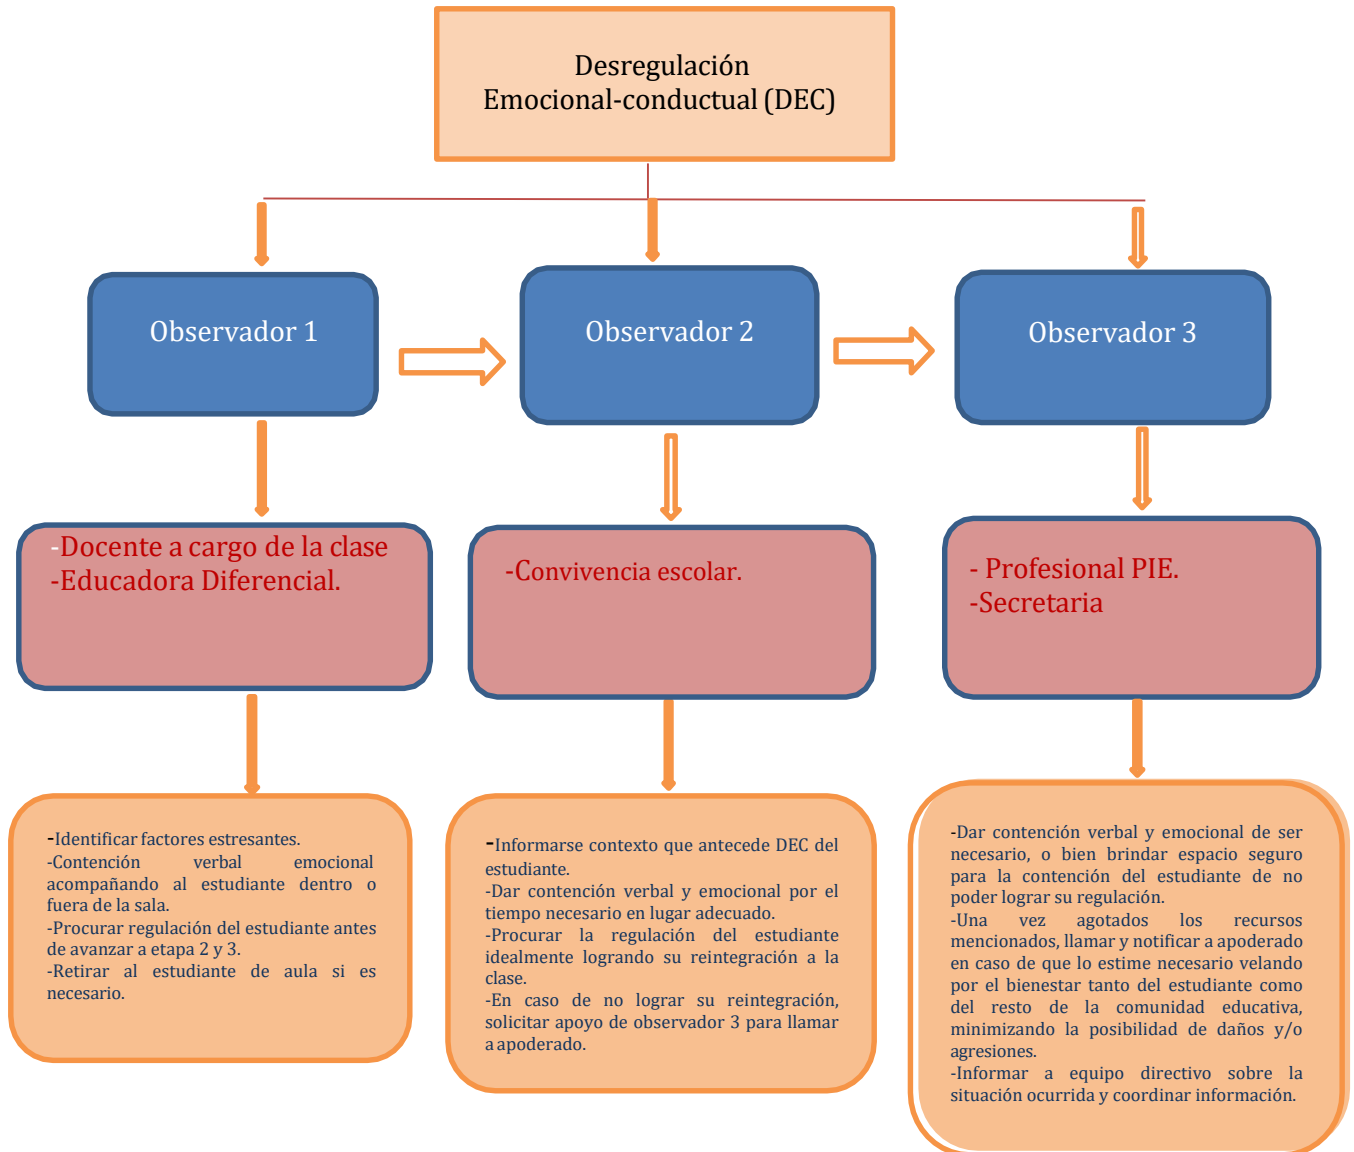 Desregulación
Emocional-conductual (DEC)
Observador 1
Observador 2
Observador 3
-Docente a cargo de la clase
-Educadora Diferencial.
-Convivencia escolar.
- Profesional PIE.
-Secretaria
-Identificar factores estresantes.
-Contención verbal emocional
acompañando al estudiante dentro o
fuera de la sala.
-Procurar regulación del estudiante antes
de avanzar a etapa 2 y 3.
-Retirar al estudiante de aula si es
necesario.
-Informarse contexto que antecede DEC del
estudiante.
-Dar contención verbal y emocional por el
tiempo necesario en lugar adecuado.
-Procurar la regulación del estudiante
idealmente logrando su reintegración a la
clase.
-En caso de no lograr su reintegración,
solicitar apoyo de observador 3 para llamar
a apoderado.
-Dar contención verbal y emocional de ser
necesario, o bien brindar espacio seguro
para la contención del estudiante de no
poder lograr su regulación.
-Una vez agotados los recursos
mencionados, llamar y notificar a apoderado
en caso de que lo estime necesario velando
por el bienestar tanto del estudiante como
del resto de la comunidad educativa,
minimizando la posibilidad de daños y/o
agresiones.
-Informar a equipo directivo sobre la
situación ocurrida y coordinar información.